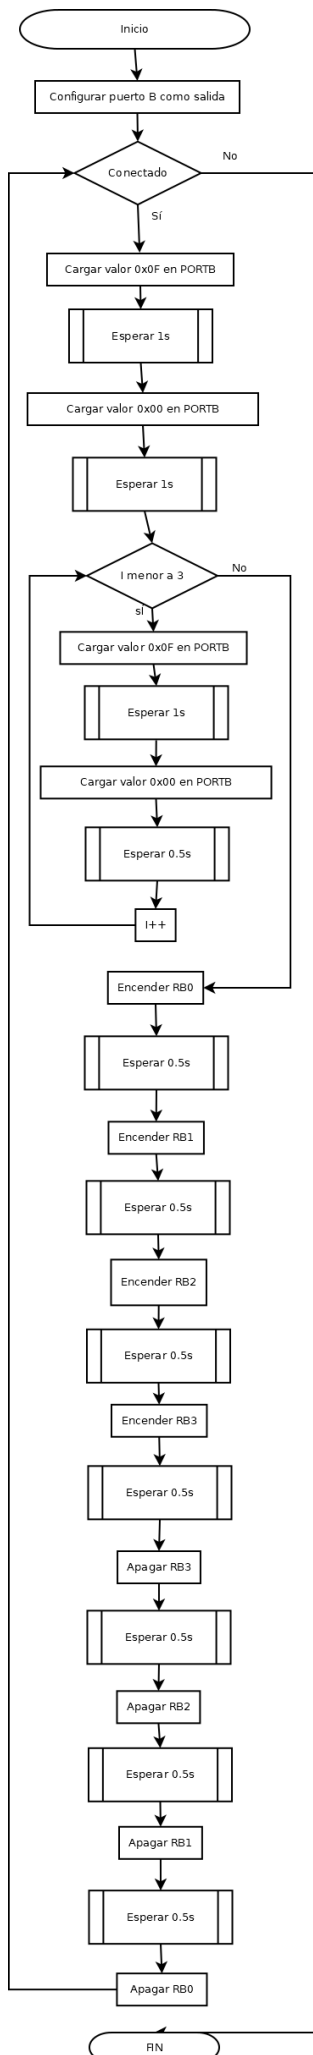 Inicio
Configurar puerto B como salida
Conectado
No
Sí
Cargar valor 0x0F en PORTB
Esperar 1s
Cargar valor 0x00 en PORTB
Esperar 1s
I menor a 3
No
sí
Cargar valor 0x0F en PORTB
Esperar 1s
Cargar valor 0x00 en PORTB
Esperar 0.5s
I++
Encender RB0
Esperar 0.5s
Encender RB1
Esperar 0.5s
Encender RB2
Esperar 0.5s
Encender RB3
Esperar 0.5s
Apagar RB3
Esperar 0.5s
Apagar RB2
Esperar 0.5s
Apagar RB1
Esperar 0.5s
Apagar RB0
FIN